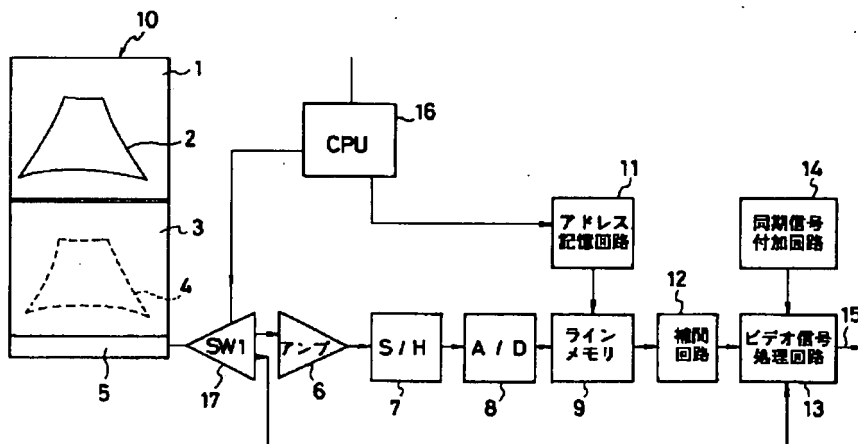 10
1
2
3
4
5
CPU
16
11
アドレス
記憶回路
14
同期信号
付加回路
SW1
17
アンプ
6
S/H
7
A/D
8
ライン
メモリ
9
12
補間
回路
ビデオ信号
処理回路
13
15